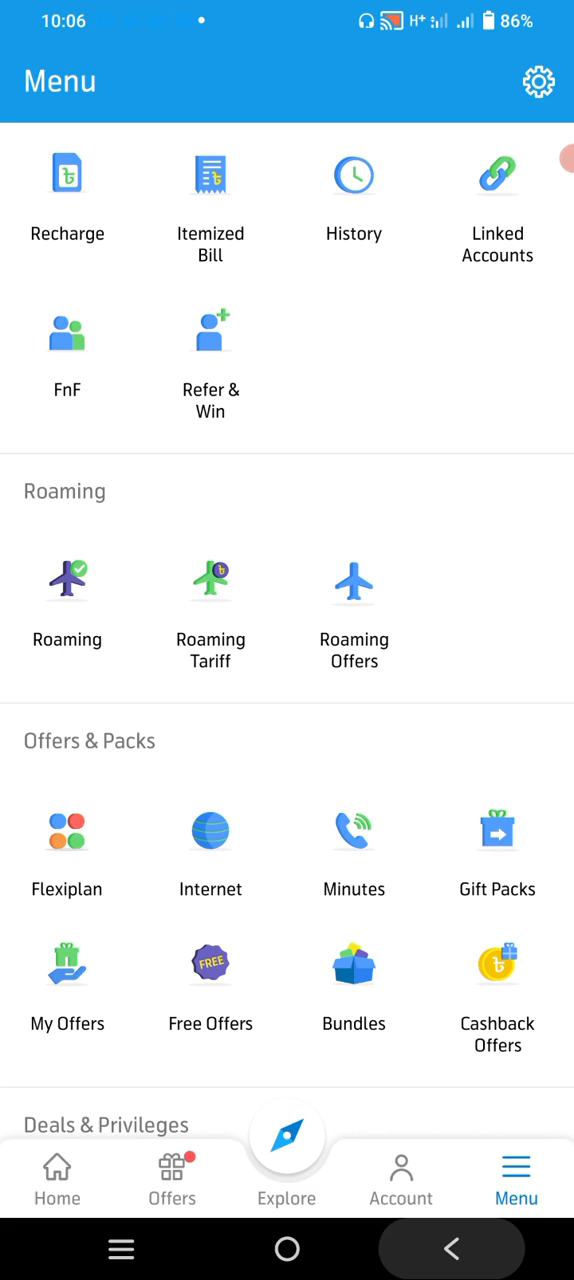 10:06 H+ 86%
Menu
Recharge
Itemized
Bill
History
Linked
Accounts
FnF
Refer &
Win
Roaming
Roaming
Roaming
Tariff
Roaming
Offers
Offers & Packs
Flexiplan
Internet
Minutes
Gift Packs
My Offers
FREE
Free Offers
Bundles
৳
Cashback
Offers
Deals & Privileges
Home
Offers
Explore
Account
Menu